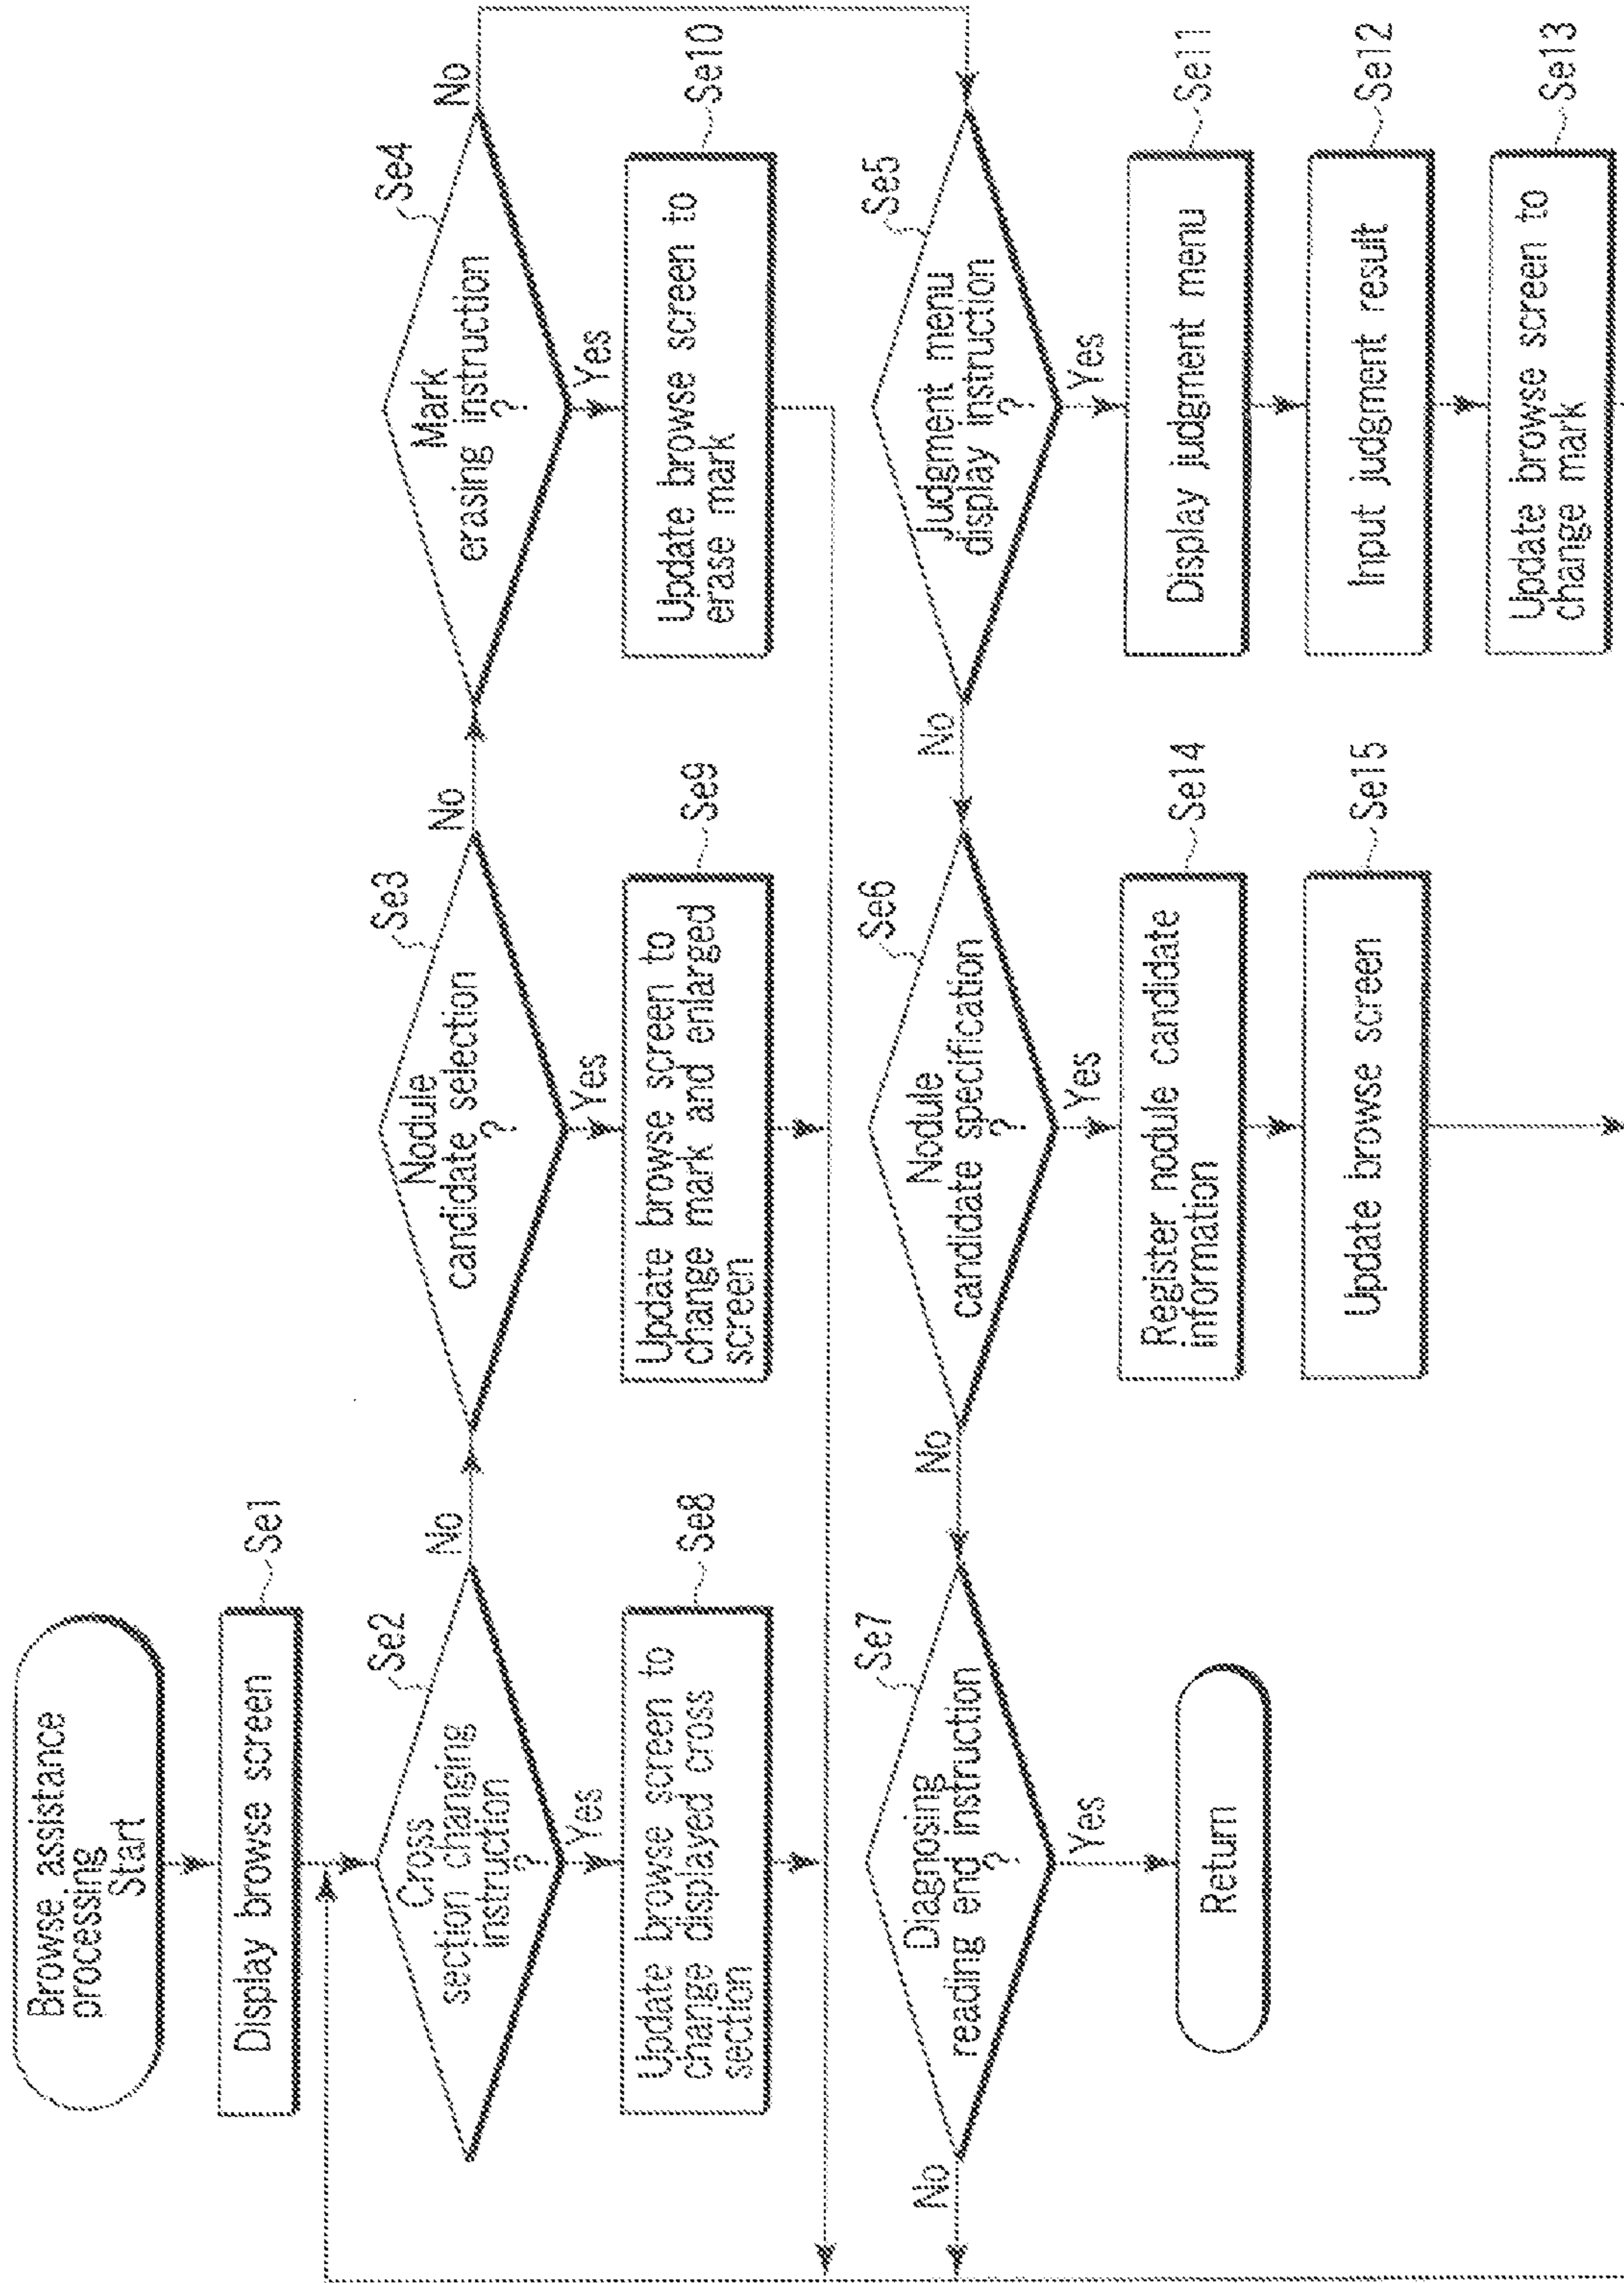 Browse assistance
processing
Start
Display browse screen
Se1
Cross
section changing
instruction
?
Se2
No
Yes
Update browse screen to
change displayed cross
section
Se8
Nodule
candidate selection
?
Se3
No
Yes
Update browse screen to
change mark and enlarged
screen
Se9
Mark
erasing instruction
?
Se4
No
Yes
Update browse screen to
erase mark
Se10
Judgment menu
display instruction
?
Se5
No
Yes
Display judgment menu
Se11
Input judgment result
Se12
Update browse screen to
change mark
Se13
Nodule
candidate specification
?
Se6
No
Yes
Register node candidate
information
Se14
Update browse screen
Se15
Diagnosing
reading end instruction
?
Se7
No
Yes
Return